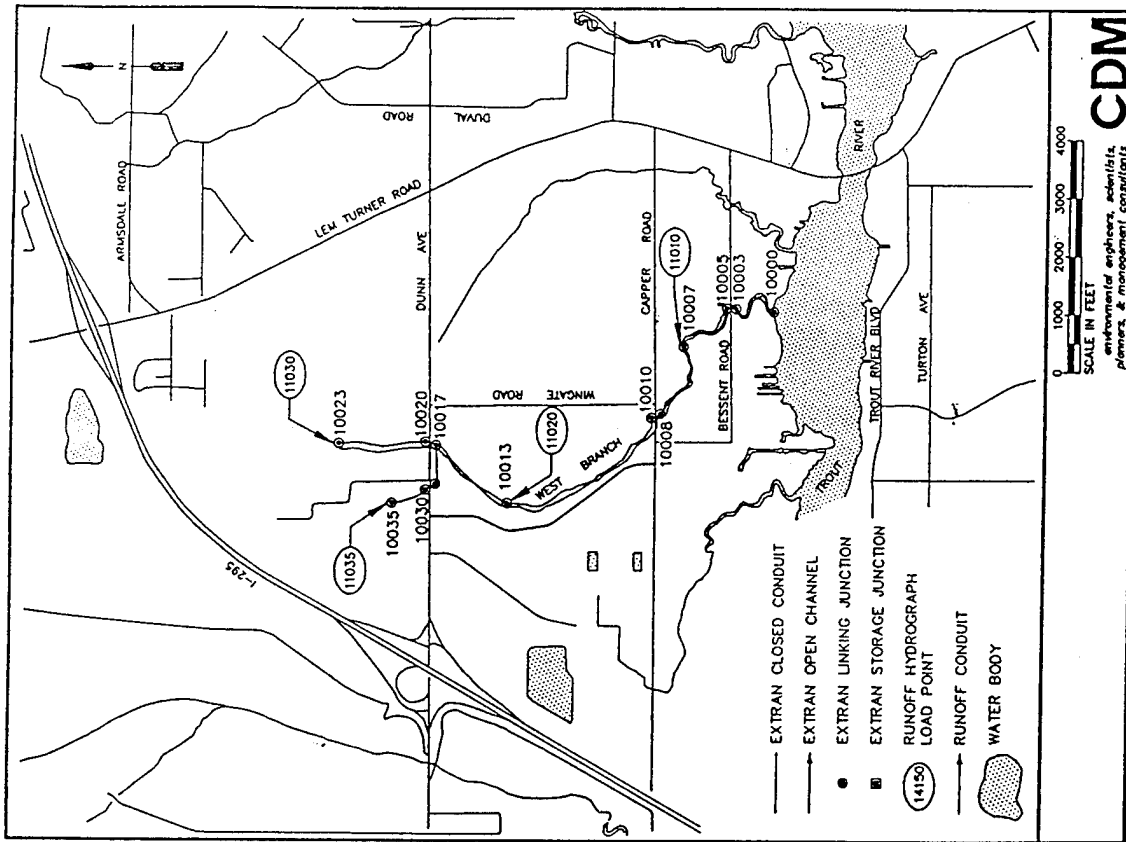 N
ARMSDALE ROAD
I-295
LEM TURNER ROAD
DUVAL
ROAD
DUNN AVE
11030
10023
10020
10017
11035
10035
10030
10013
11020
WEST BRANCH
WINGATE
ROAD
CAPPER ROAD
10010
10008
11010
10007
10005
10003
10000
BESSENT ROAD
TROUT
RIVER
TROUT RIVER BLVD
TURTON AVE
EXTRAN CLOSED CONDUIT
EXTRAN OPEN CHANNEL
EXTRAN LINKING JUNCTION
EXTRAN STORAGE JUNCTION
14150
RUNOFF HYDROGRAPH
LOAD POINT
RUNOFF CONDUIT
WATER BODY
0 1000 2000 3000 4000
SCALE IN FEET
CDM
environmental engineers, scientists,
planners, & management consultants